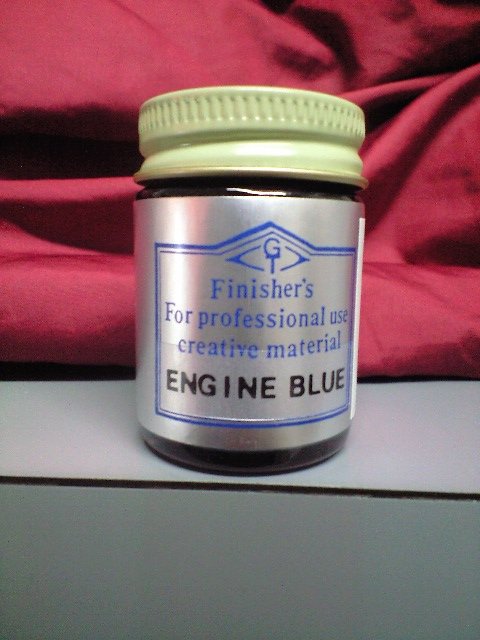 GT
Finisher's
For professional use
creative material
ENGINE BLUE